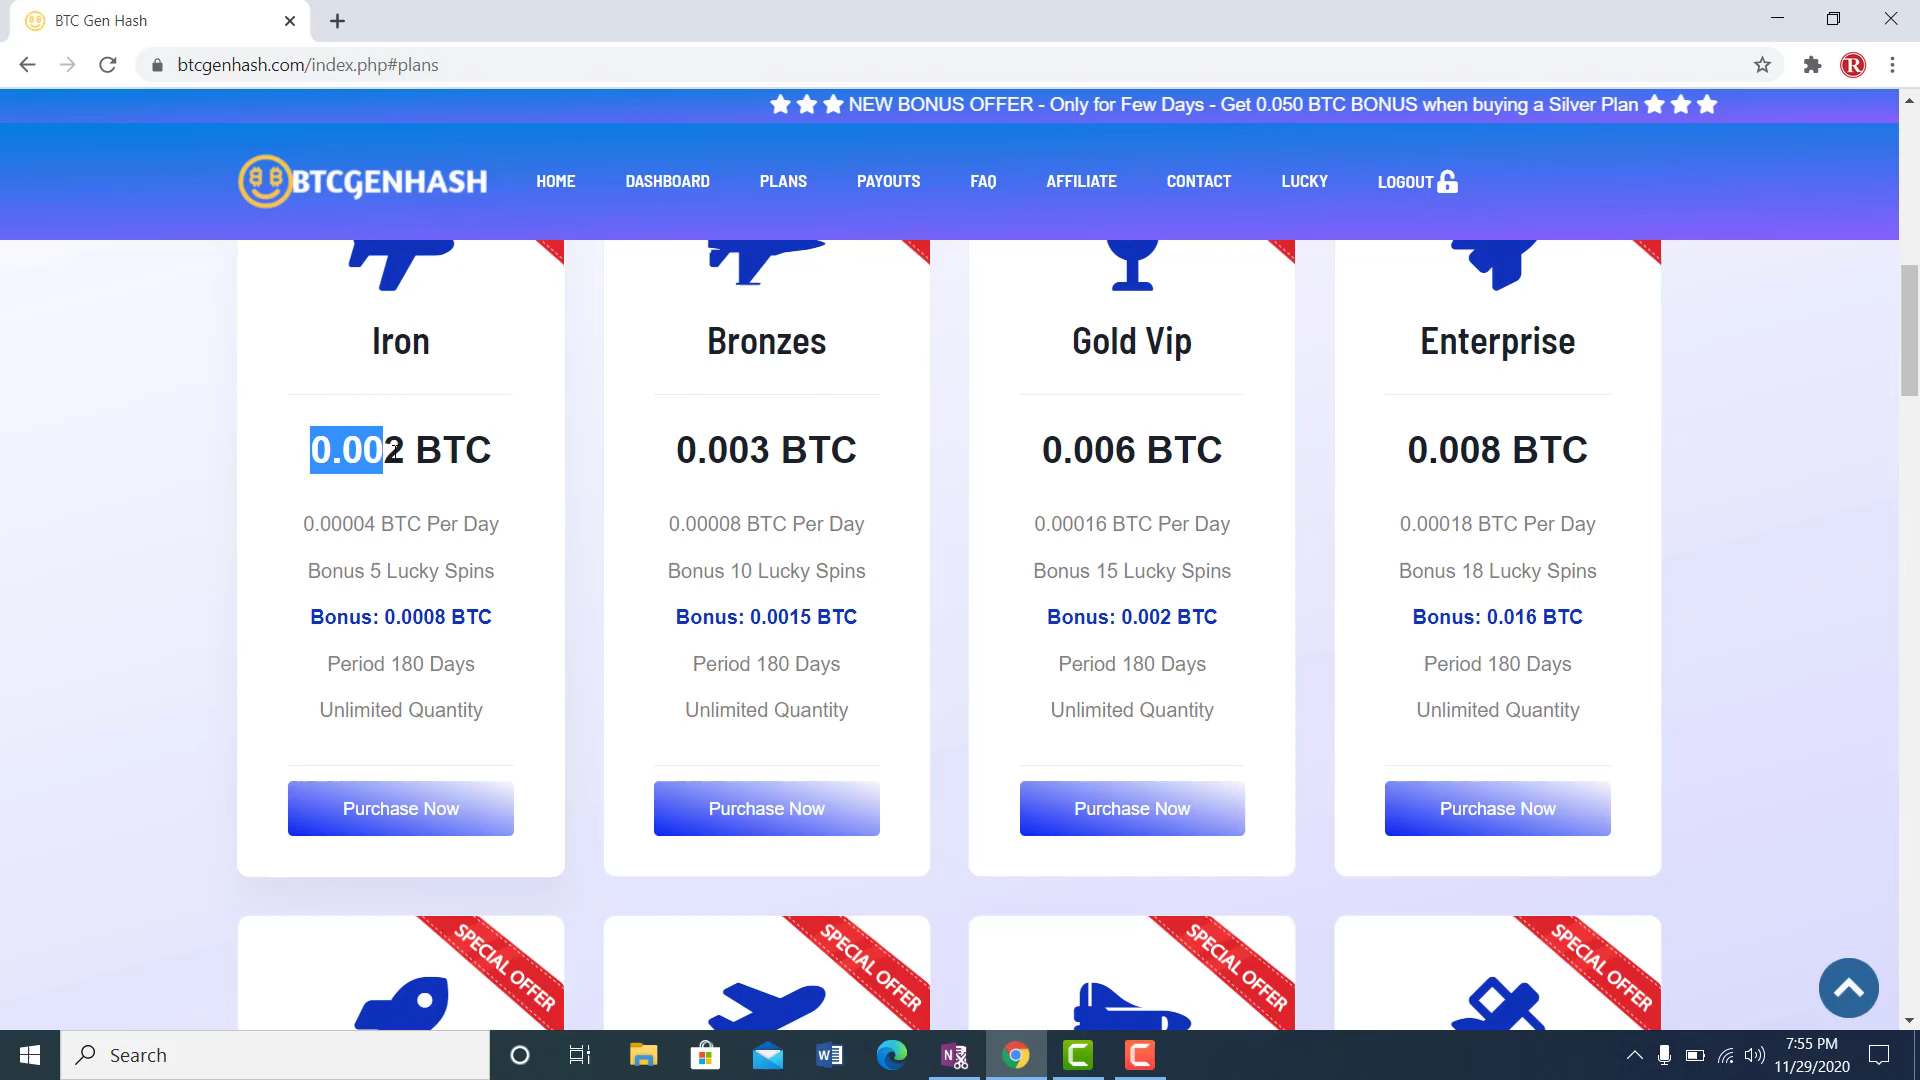 BTC Gen Hash
btcgenhash.com/index.php#plans
R
NEW BONUS OFFER - Only for Few Days - Get 0.050 BTC BONUS when buying a Silver Plan
BTCGENHASH
HOME
DASHBOARD
PLANS
PAYOUTS
FAQ
AFFILIATE
CONTACT
LUCKY
LOGOUT
Iron
0.002 BTC
0.00004 BTC Per Day
Bonus 5 Lucky Spins
Bonus: 0.0008 BTC
Period 180 Days
Unlimited Quantity
Purchase Now
Bronzes
0.003 BTC
0.00008 BTC Per Day
Bonus 10 Lucky Spins
Bonus: 0.0015 BTC
Period 180 Days
Unlimited Quantity
Purchase Now
Gold Vip
0.006 BTC
0.00016 BTC Per Day
Bonus 15 Lucky Spins
Bonus: 0.002 BTC
Period 180 Days
Unlimited Quantity
Purchase Now
Enterprise
0.008 BTC
0.00018 BTC Per Day
Bonus 18 Lucky Spins
Bonus: 0.016 BTC
Period 180 Days
Unlimited Quantity
Purchase Now
SPECIAL OFFER
SPECIAL OFFER
SPECIAL OFFER
SPECIAL OFFER
Search
7:55 PM
11/29/2020